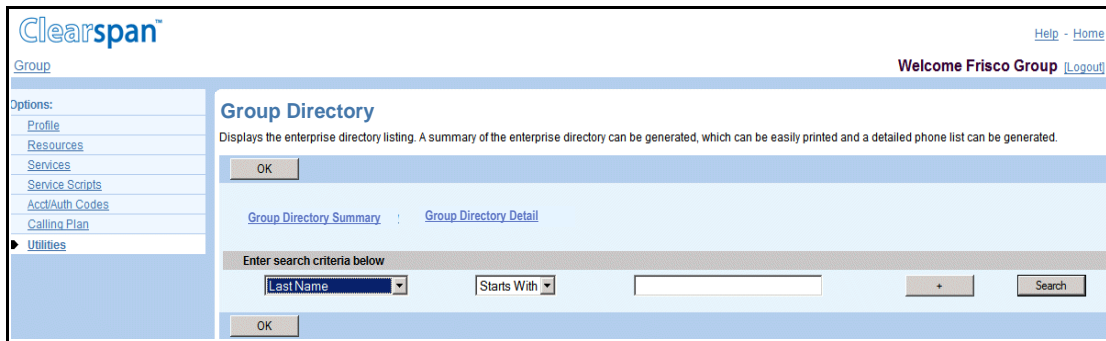 Clearspan™
Help - Home
Group
Welcome Frisco Group [Logout]
Options:
Profile
Resources
Services
Service Scripts
Acct/Auth Codes
Calling Plan
Utilities
Group Directory
Displays the enterprise directory listing. A summary of the enterprise directory can be generated, which can be easily printed and a detailed phone list can be generated.
OK
Group Directory Summary : Group Directory Detail
Enter search criteria below
Last Name Starts With + Search
OK